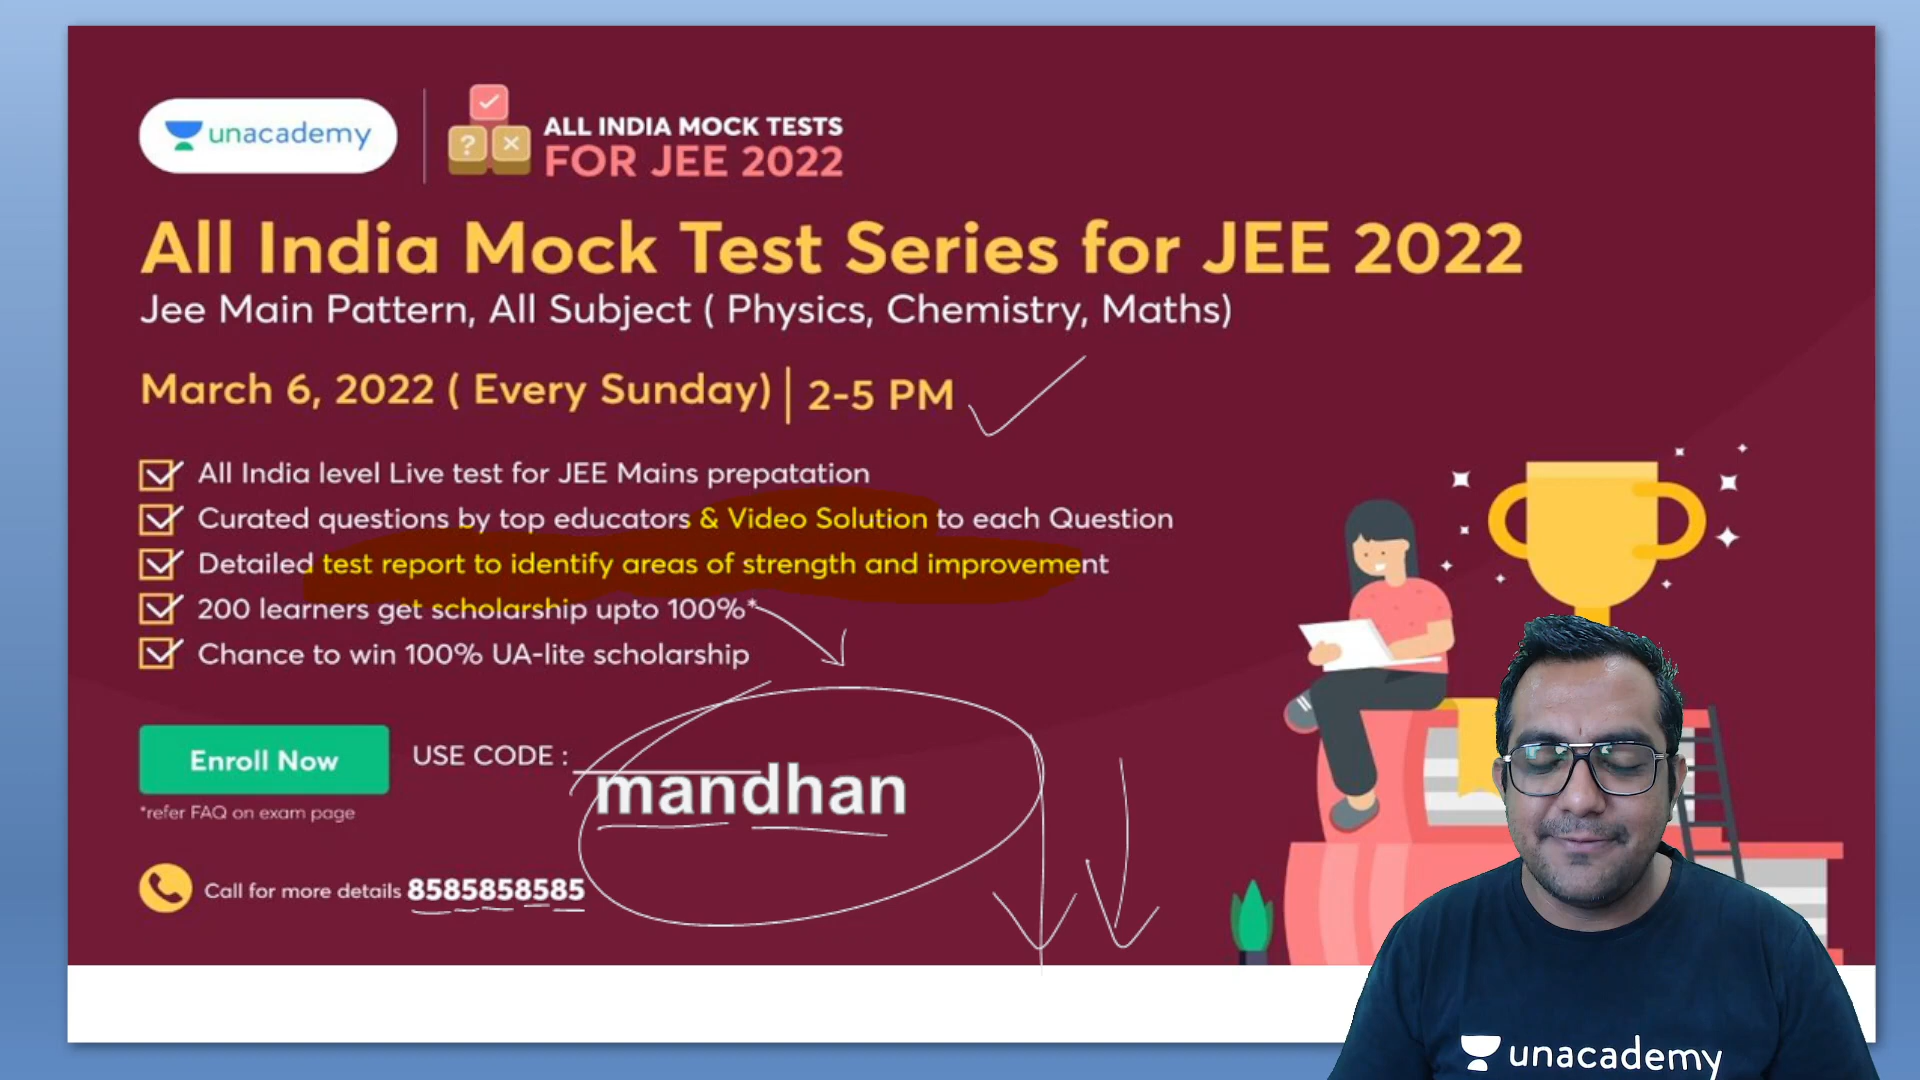 unacademy
ALL INDIA MOCK TESTS
FOR JEE 2022
All India Mock Test Series for JEE 2022
Jee Main Pattern, All Subject ( Physics, Chemistry, Maths)
March 6, 2022 ( Every Sunday) | 2-5 PM
All India level Live test for JEE Mains prepatation
Curated questions by top educators & Video Solution to each Question
Detailed test report to identify areas of strength and improvement
200 learners get scholarship upto 100%*
Chance to win 100% UA-lite scholarship
Enroll Now
USE CODE :
mandhan
*refer FAQ on exam page
Call for more details 8585858585
unacademy